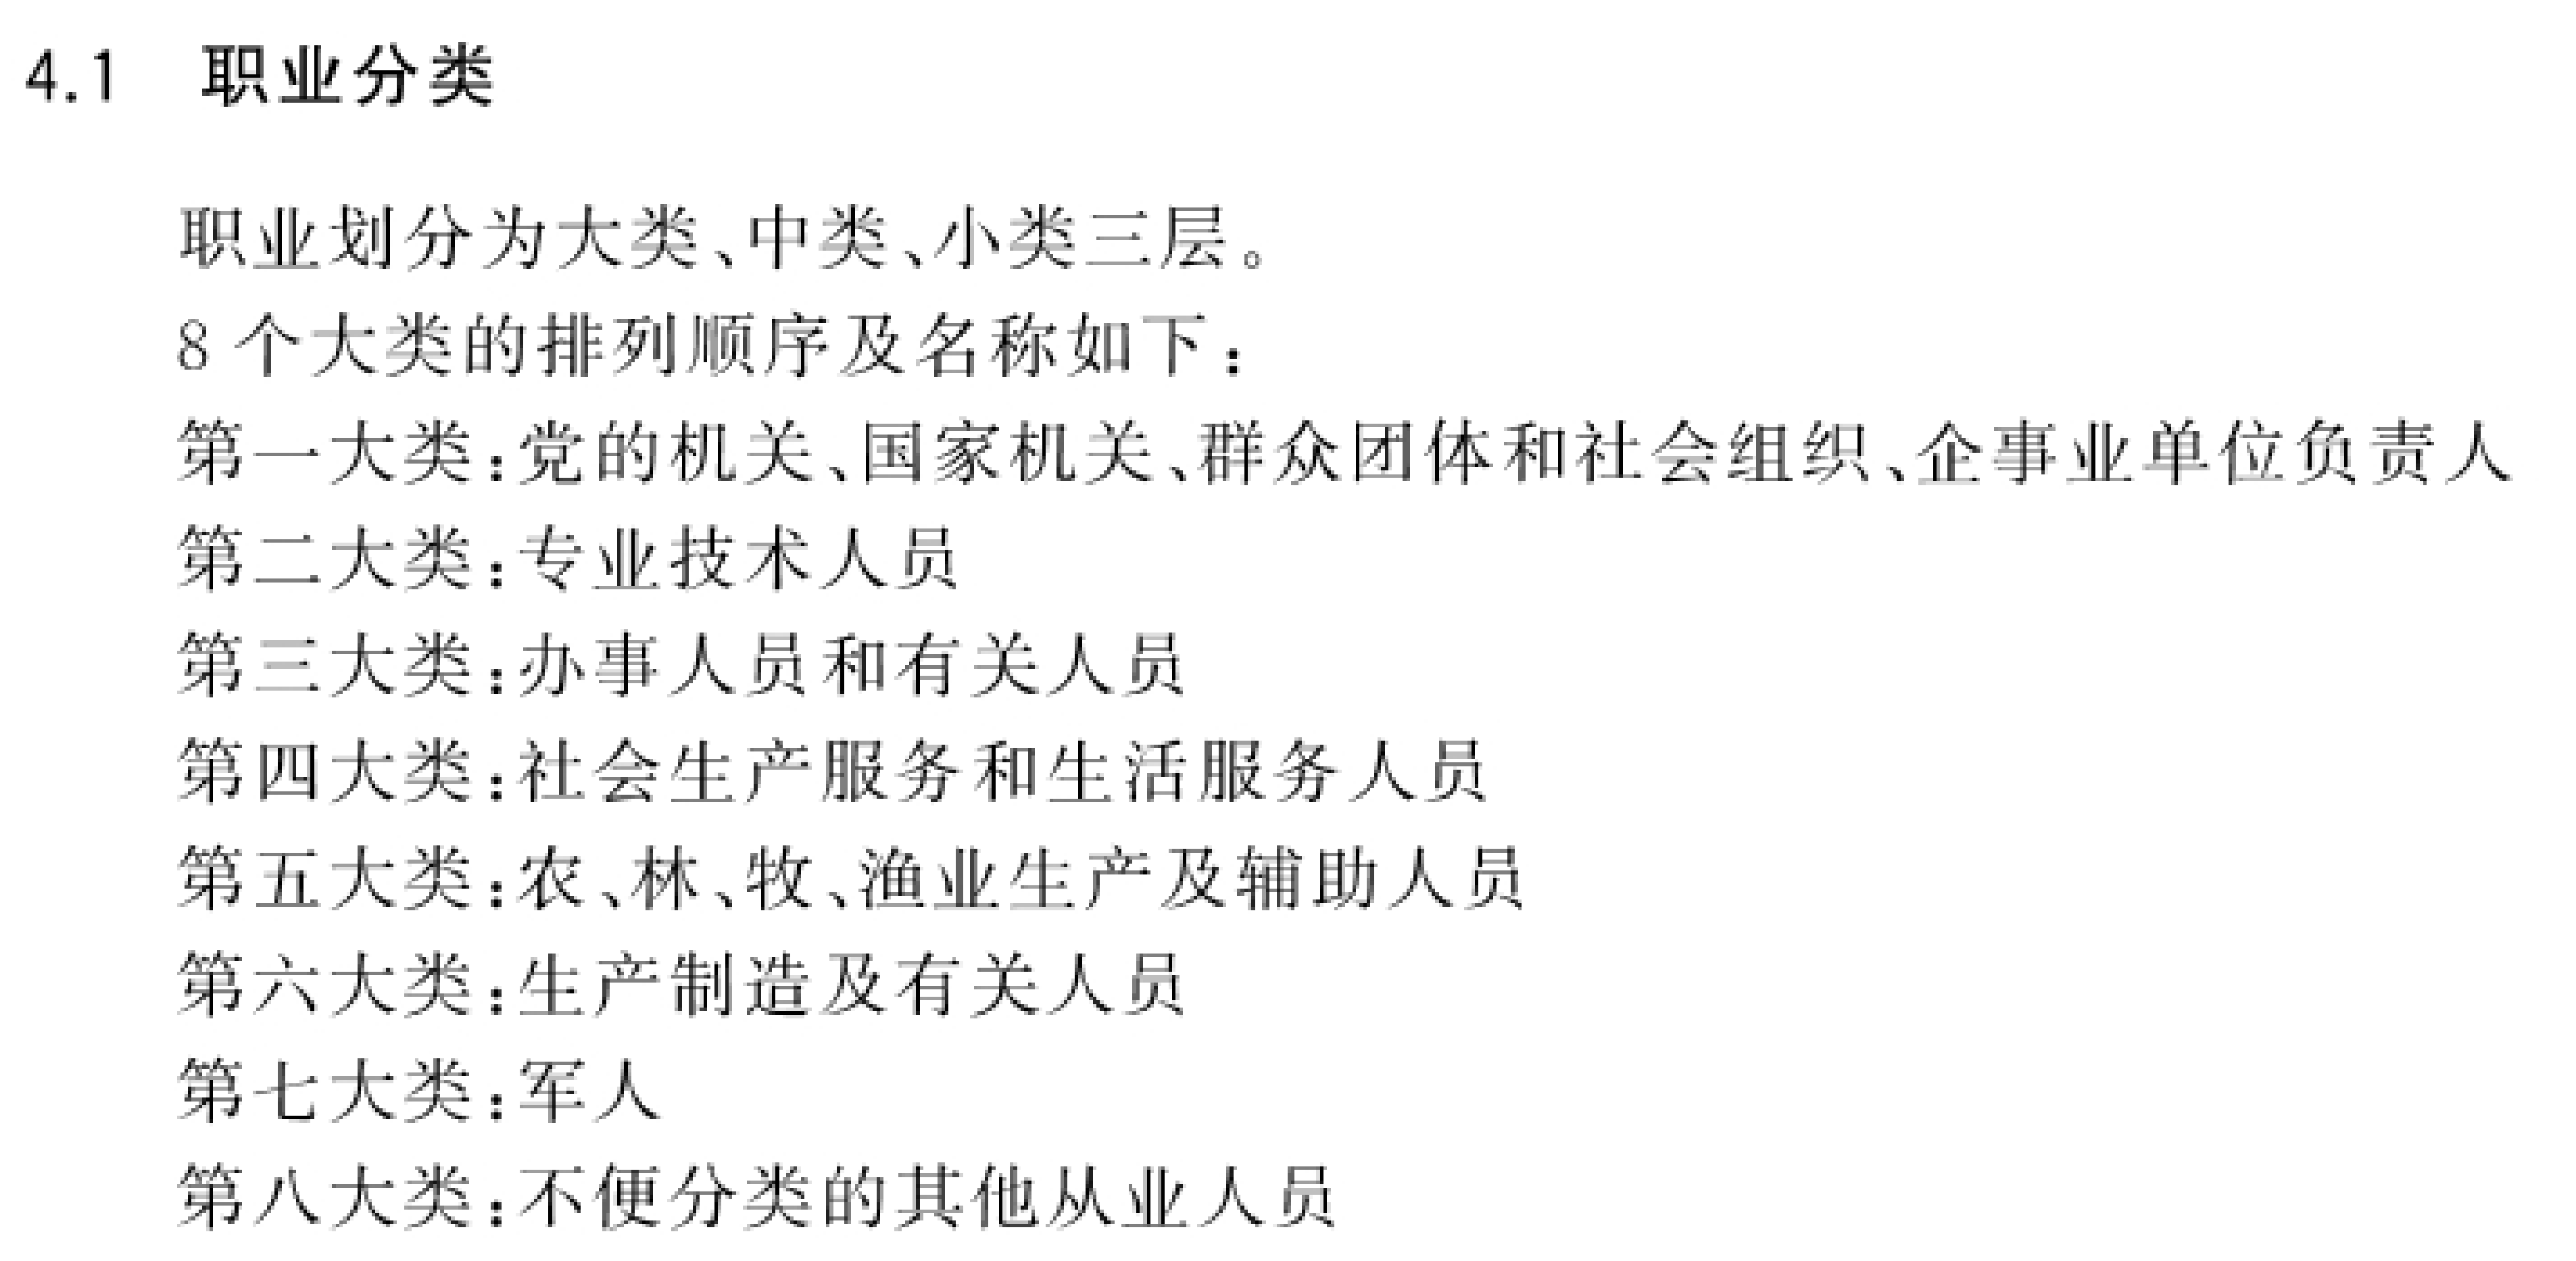 4.1 职业分类
职业划分为大类、中类、小类三层。
8个大类的排列顺序及名称如下：
第一大类：党的机关、国家机关、群众团体和社会组织、企事业单位负责人
第二大类：专业技术人员
第三大类：办事人员和有关人员
第四大类：社会生产服务和生活服务人员
第五大类：农、林、牧、渔业生产及辅助人员
第六大类：生产制造及有关人员
第七大类：军人
第八大类：不便分类的其他从业人员